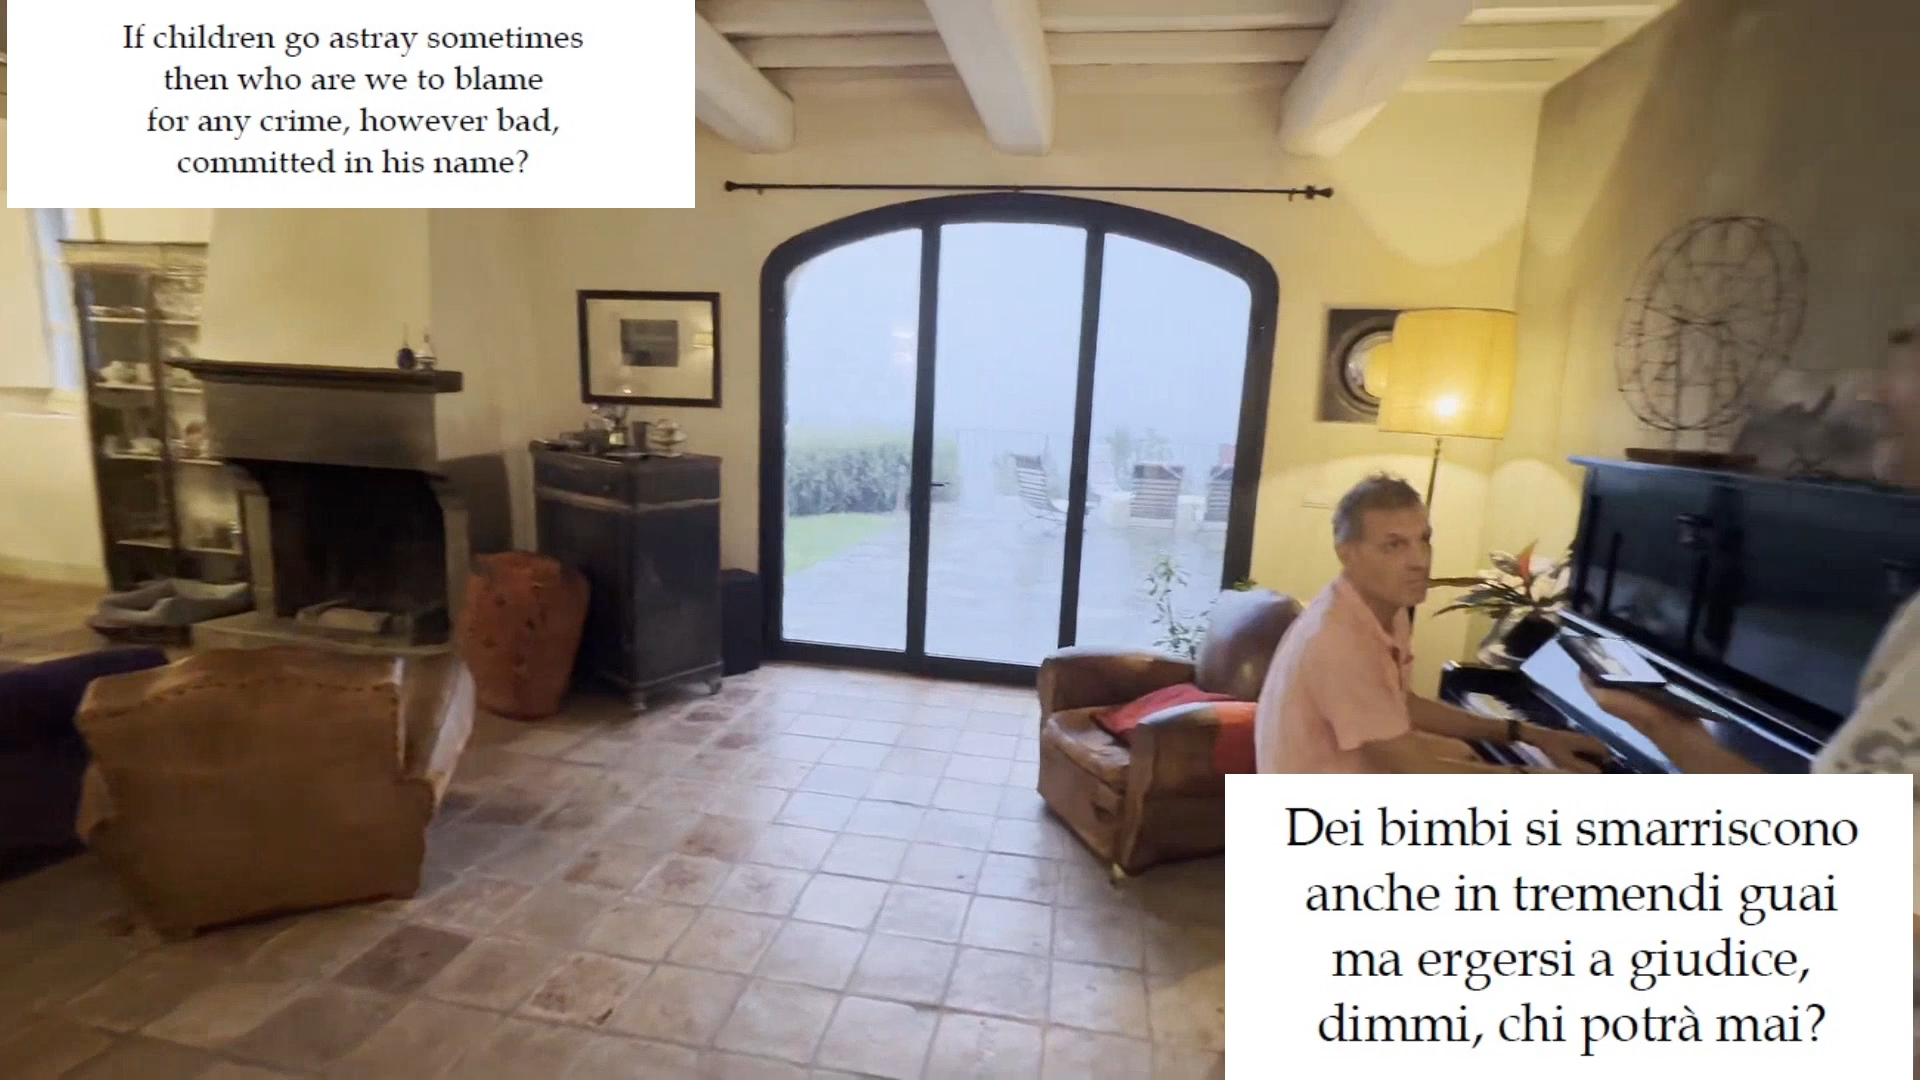 If children go astray sometimes
then who are we to blame
for any crime, however bad,
committed in his name?
Dei bimbi si smarriscono
anche in tremendi guai
ma ergersi a giudice,
dimmi, chi potrà mai?